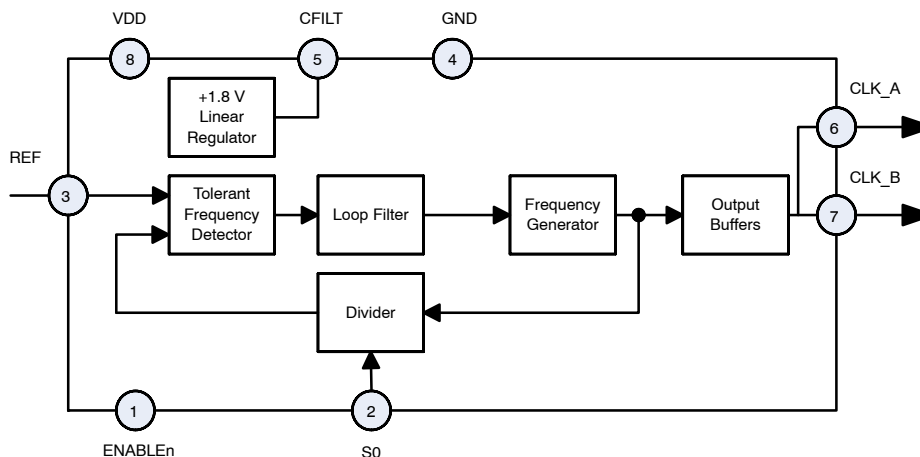 VDD
CFILT
GND
8
5
4
+1.8 V
Linear
Regulator
CLK_A
6
REF
3
Tolerant
Frequency
Detector
Loop Filter
Frequency
Generator
Output
Buffers
CLK_B
7
Divider
1
2
ENABLEn
S0